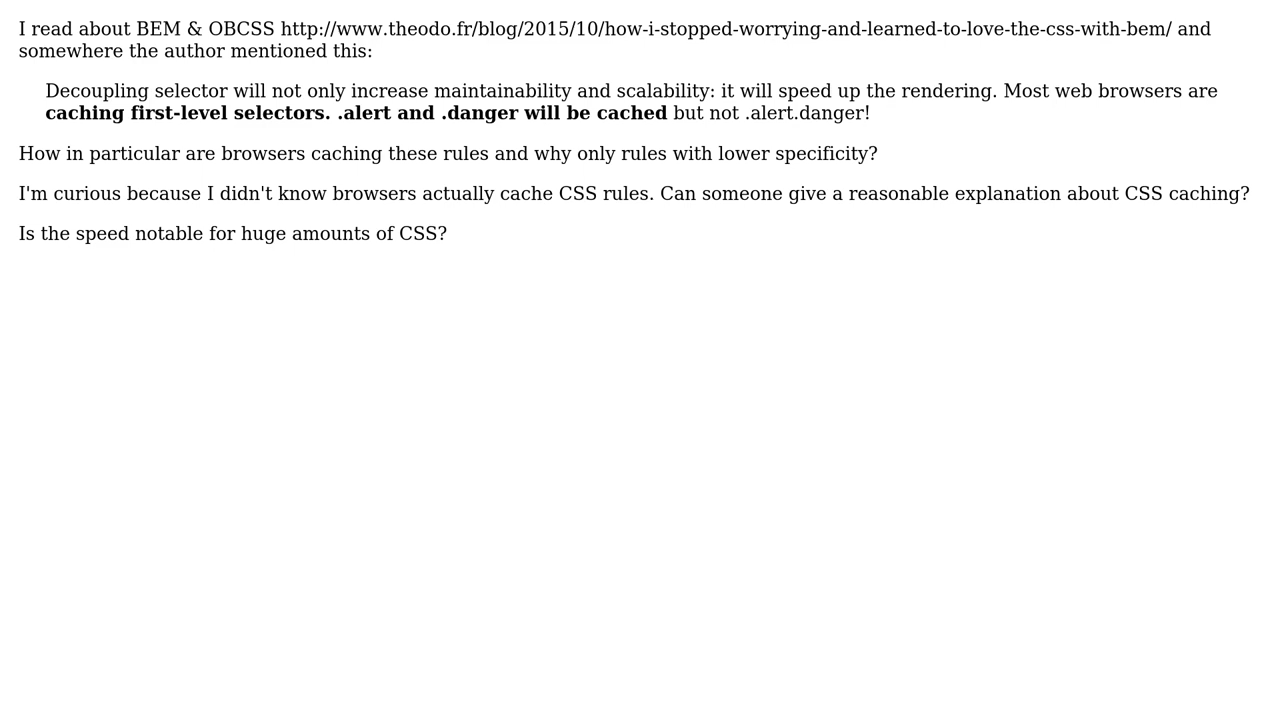 I read about BEM & OBCSS http://www.theodo.fr/blog/2015/10/how-i-stopped-worrying-and-learned-to-love-the-css-with-bem/ and
somewhere the author mentioned this:
Decoupling selector will not only increase maintainability and scalability: it will speed up the rendering. Most web browsers are
caching first-level selectors. .alert and .danger will be cached but not .alert.danger!
How in particular are browsers caching these rules and why only rules with lower specificity?
I'm curious because I didn't know browsers actually cache CSS rules. Can someone give a reasonable explanation about CSS caching?
Is the speed notable for huge amounts of CSS?